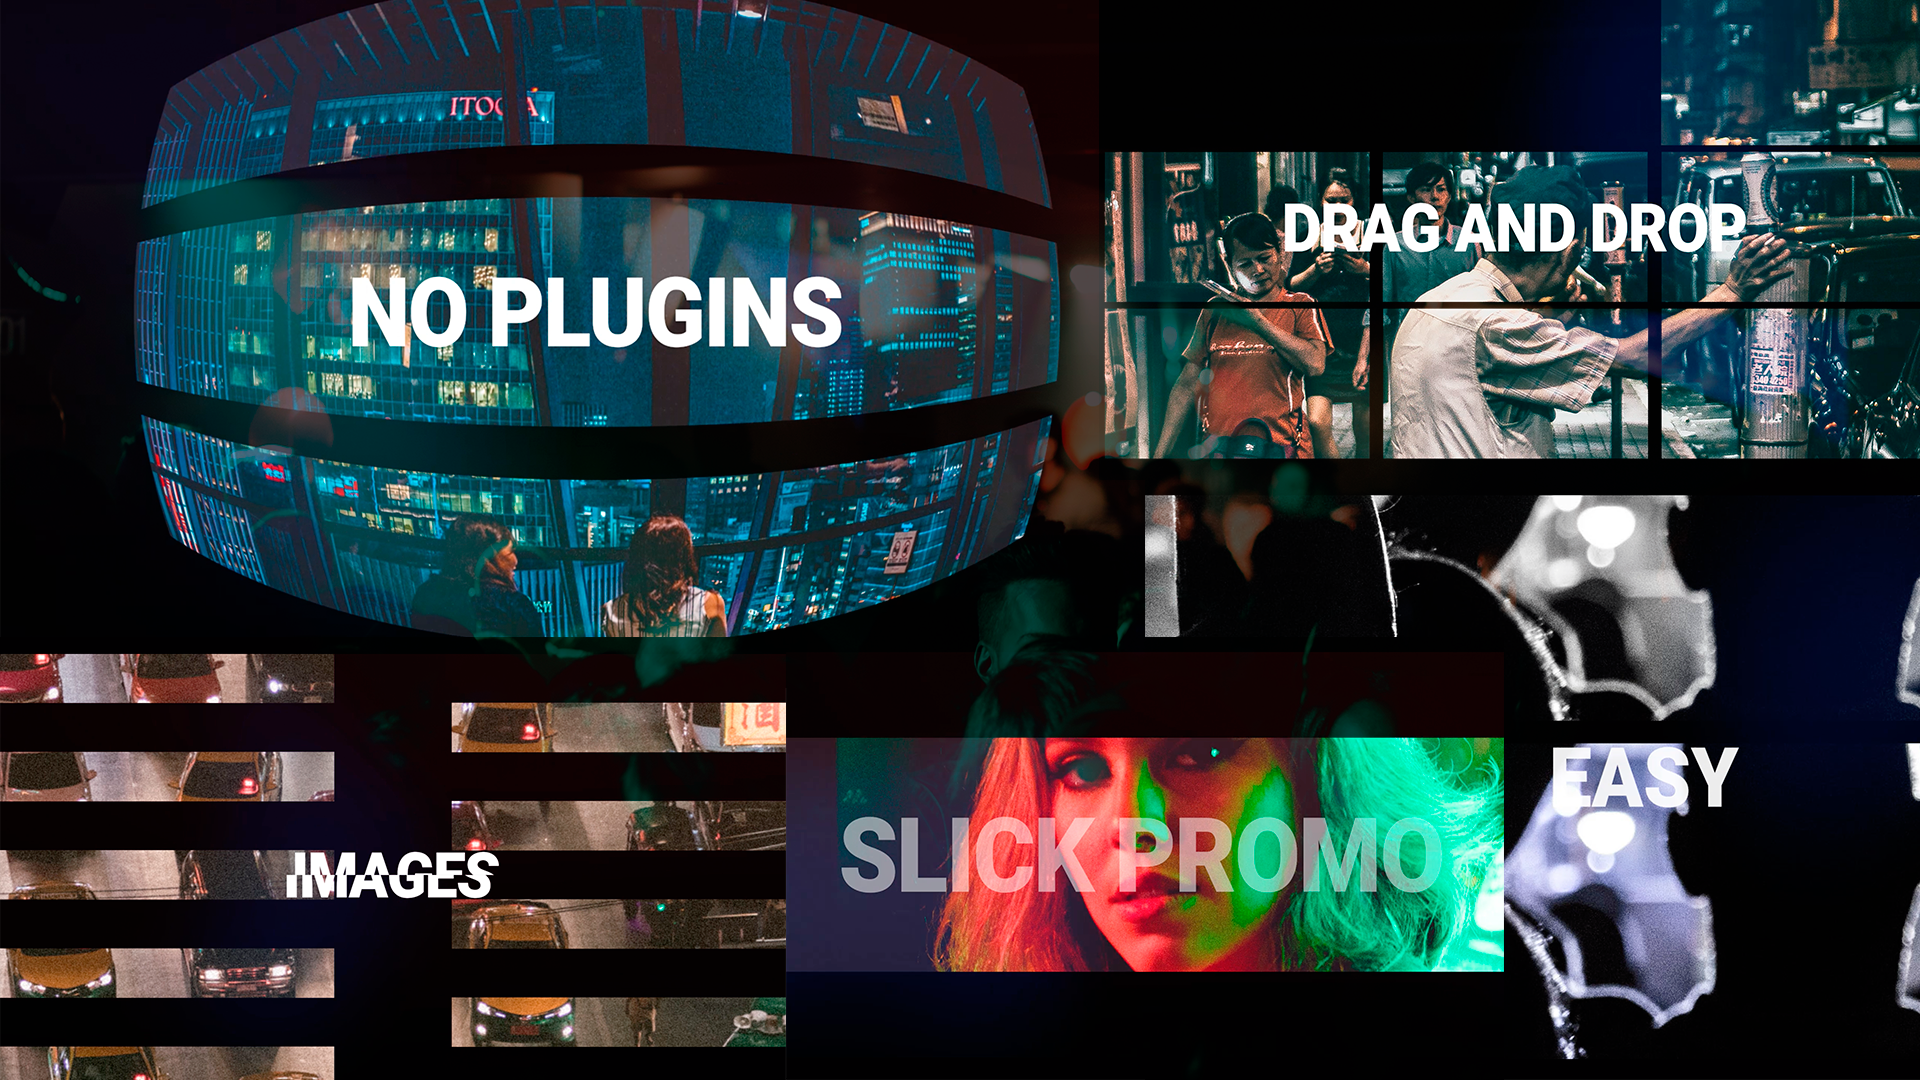 NO PLUGINS
DRAG AND DROP
EASY
IMAGES
SLICK PROMO